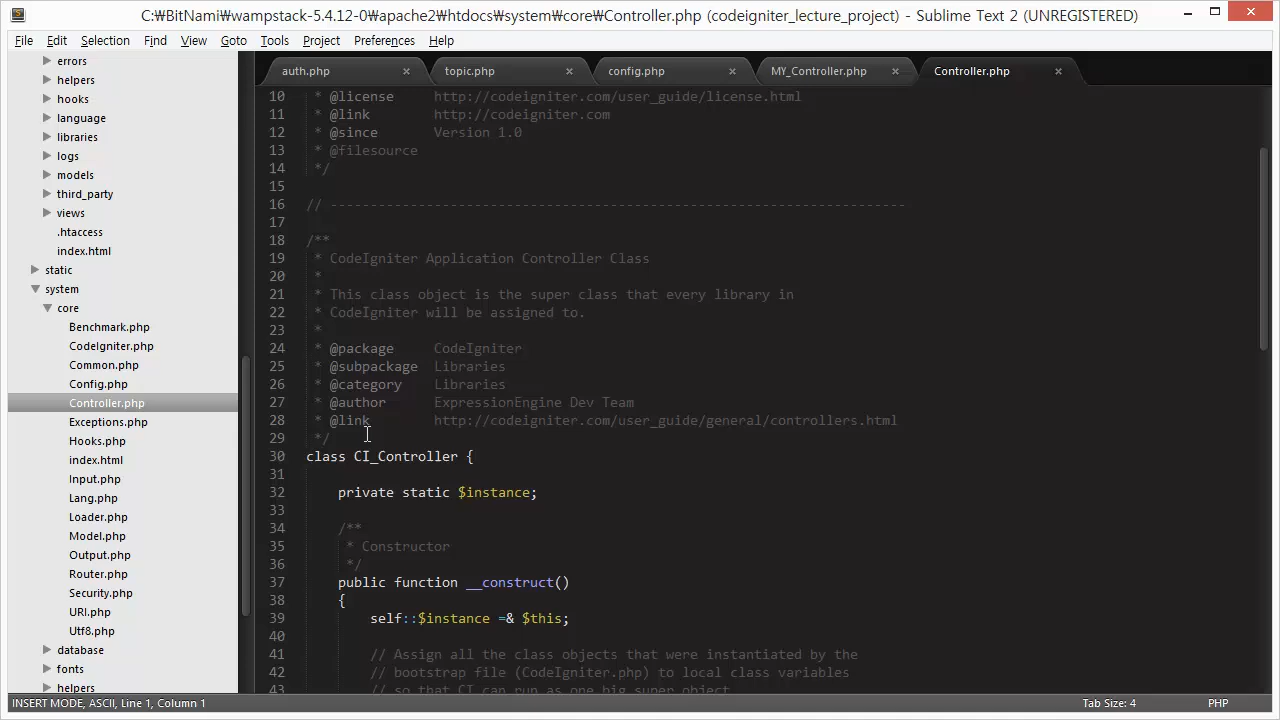 C:₩BitNami₩wampstack-5.4.12-0₩apache2₩htdocs₩system₩core₩Controller.php (codeigniter_lecture_project) - Sublime Text 2 (UNREGISTERED)
File Edit Selection Find View Goto Tools Project Preferences Help
errors
helpers
hooks
language
libraries
logs
models
third_party
views
.htaccess
index.html
static
system
core
Benchmark.php
CodeIgniter.php
Common.php
Config.php
Controller.php
Exceptions.php
Hooks.php
index.html
Input.php
Lang.php
Loader.php
Model.php
Output.php
Router.php
Security.php
URI.php
Utf8.php
database
fonts
helpers
auth.php topic.php config.php MY_Controller.php Controller.php
10 * @license http://codeigniter.com/user_guide/license.html
11 * @link http://codeigniter.com
12 * @since Version 1.0
13 * @filesource
14 */
15
16 // ------------------------------------------------------------------------
17
18 /**
19 * CodeIgniter Application Controller Class
20 *
21 * This class object is the super class that every library in
22 * CodeIgniter will be assigned to.
23 *
24 * @package CodeIgniter
25 * @subpackage Libraries
26 * @category Libraries
27 * @author ExpressionEngine Dev Team
28 * @link http://codeigniter.com/user_guide/general/controllers.html
29 */
30 class CI_Controller {
31
32 private static $instance;
33
34 /**
35 * Constructor
36 */
37 public function __construct()
38 {
39 self::$instance =& $this;
40
41 // Assign all the class objects that were instantiated by the
42 // bootstrap file (CodeIgniter.php) to local class variables
43 // so that CI can run as one big super object
INSERT MODE, ASCII, Line 1, Column 1 Tab Size: 4 PHP